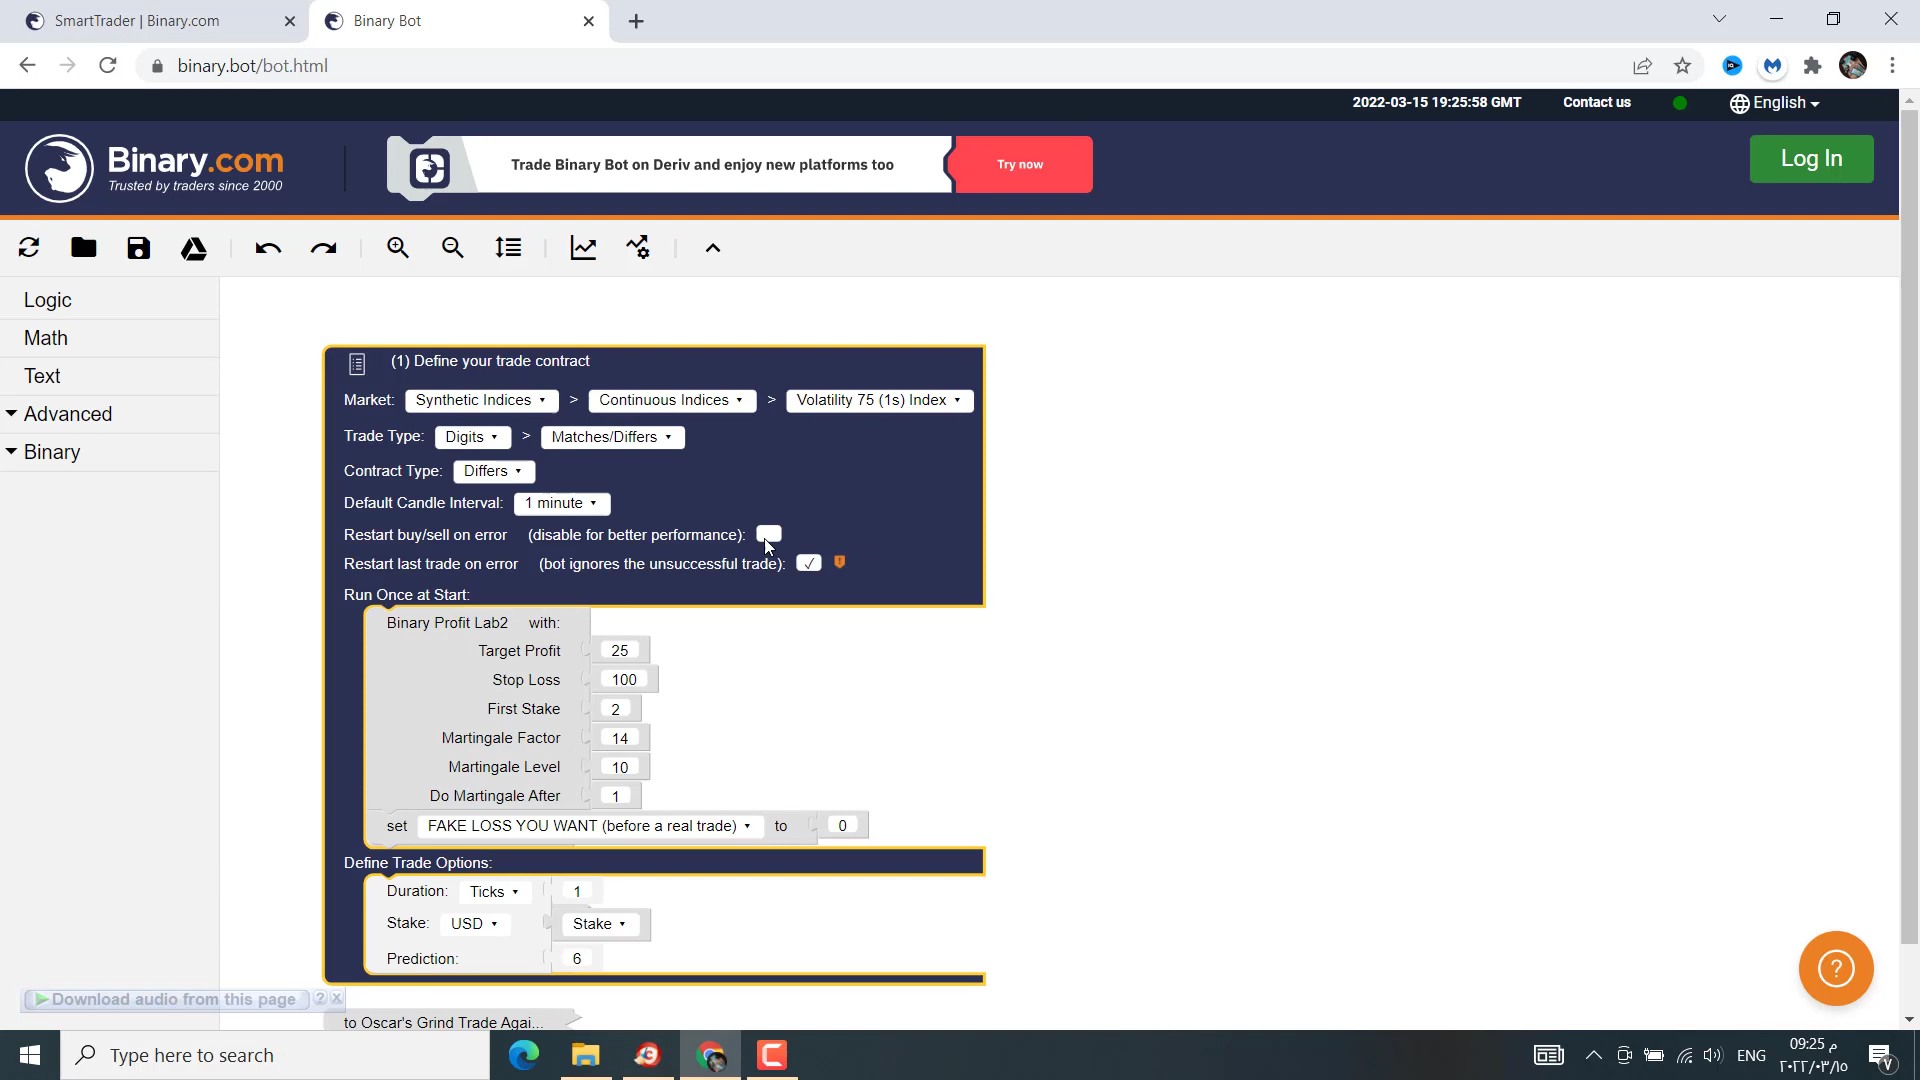 SmartTrader | Binary.com
Binary Bot
binary.bot/bot.html
2022-03-15 19:25:58 GMT
Contact us
English
Binary.com
Trusted by traders since 2000
Trade Binary Bot on Deriv and enjoy new platforms too
Try now
Log In
Logic
Math
Text
Advanced
Binary
(1) Define your trade contract
Market: Synthetic Indices > Continuous Indices > Volatility 75 (1s) Index
Trade Type: Digits > Matches/Differs
Contract Type: Differs
Default Candle Interval: 1 minute
Restart buy/sell on error (disable for better performance):
Restart last trade on error (bot ignores the unsuccessful trade): ✓
Run Once at Start:
Binary Profit Lab2 with:
Target Profit 25
Stop Loss 100
First Stake 2
Martingale Factor 14
Martingale Level 10
Do Martingale After 1
set FAKE LOSS YOU WANT (before a real trade) to 0
Define Trade Options:
Duration: Ticks 1
Stake: USD Stake
Prediction: 6
Download audio from this page ? x
to Oscar's Grind Trade Agai...
?
Type here to search
ENG
09:25 م
٢٠٢٢/٠٣/١٥